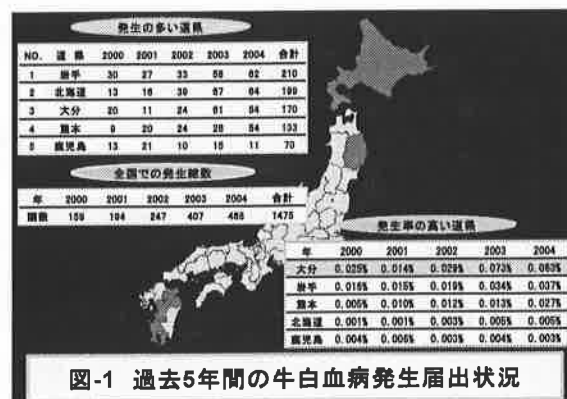 発生の多い道県
NO. 道県 2000 2001 2002 2003 2004 合計
1 岩手 30 27 33 58 62 210
2 北海道 13 16 39 67 64 199
3 大分 20 11 24 61 54 170
4 熊本 9 20 24 26 54 133
5 鹿児島 13 21 10 15 11 70
全国での発生総数
年 2000 2001 2002 2003 2004 合計
頭数 159 194 247 407 468 1475
発生率の高い道県
年 2000 2001 2002 2003 2004
大分 0.025% 0.014% 0.029% 0.073% 0.063%
岩手 0.016% 0.015% 0.019% 0.034% 0.037%
熊本 0.005% 0.010% 0.012% 0.013% 0.027%
北海道 0.001% 0.001% 0.003% 0.005% 0.005%
鹿児島 0.004% 0.006% 0.003% 0.004% 0.003%
図-1 過去5年間の牛白血病発生届出状況